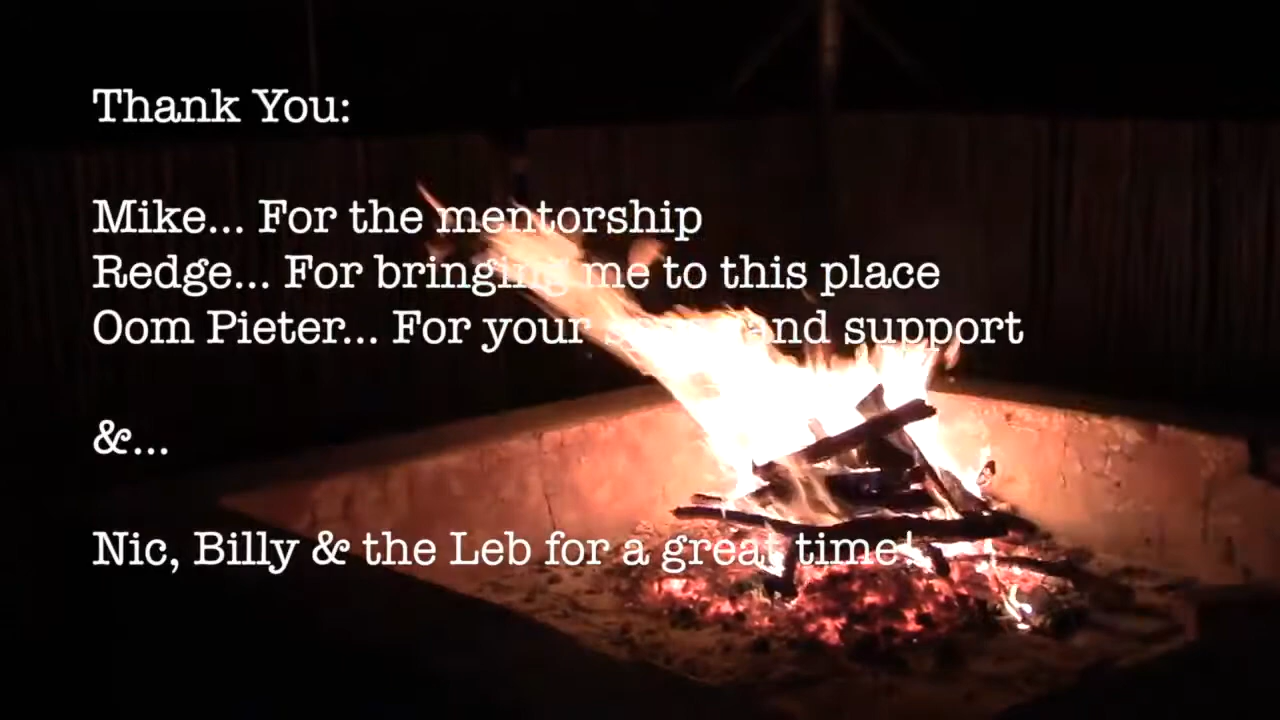 Thank You:
Mike... For the mentorship
Redge... For bringing me to this place
Oom Pieter... For your and support
&...
Nic, Billy & the Leb for a great time!